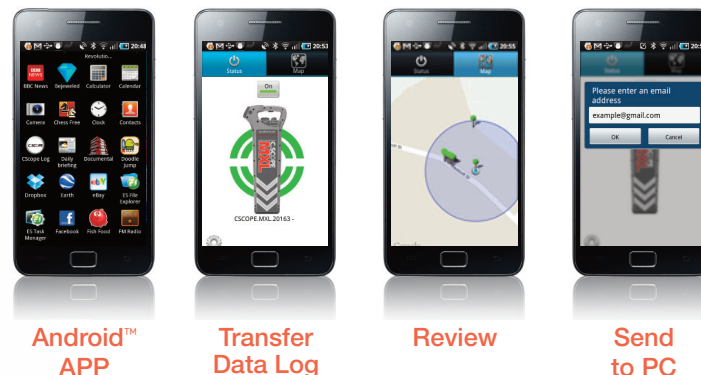 20:48
Revolutio...
BBC News
Bejeweled
Calculator
Calendar
Camera
Chess Free
Clock
Contacts
CScope Log
Daily briefing
Documental
Doodle Jump
Dropbox
Earth
eBay
ES File Explorer
ES Task Manager
Facebook
Fish Food
FM Radio
Android™
APP
20:53
Status
Map
On
CSCOPE
MXL
CSCOPE.MXL.20163 -
Transfer
Data Log
20:55
Status
Map
Review
Please enter an email
address
example@gmail.com
OK
Cancel
Send
to PC